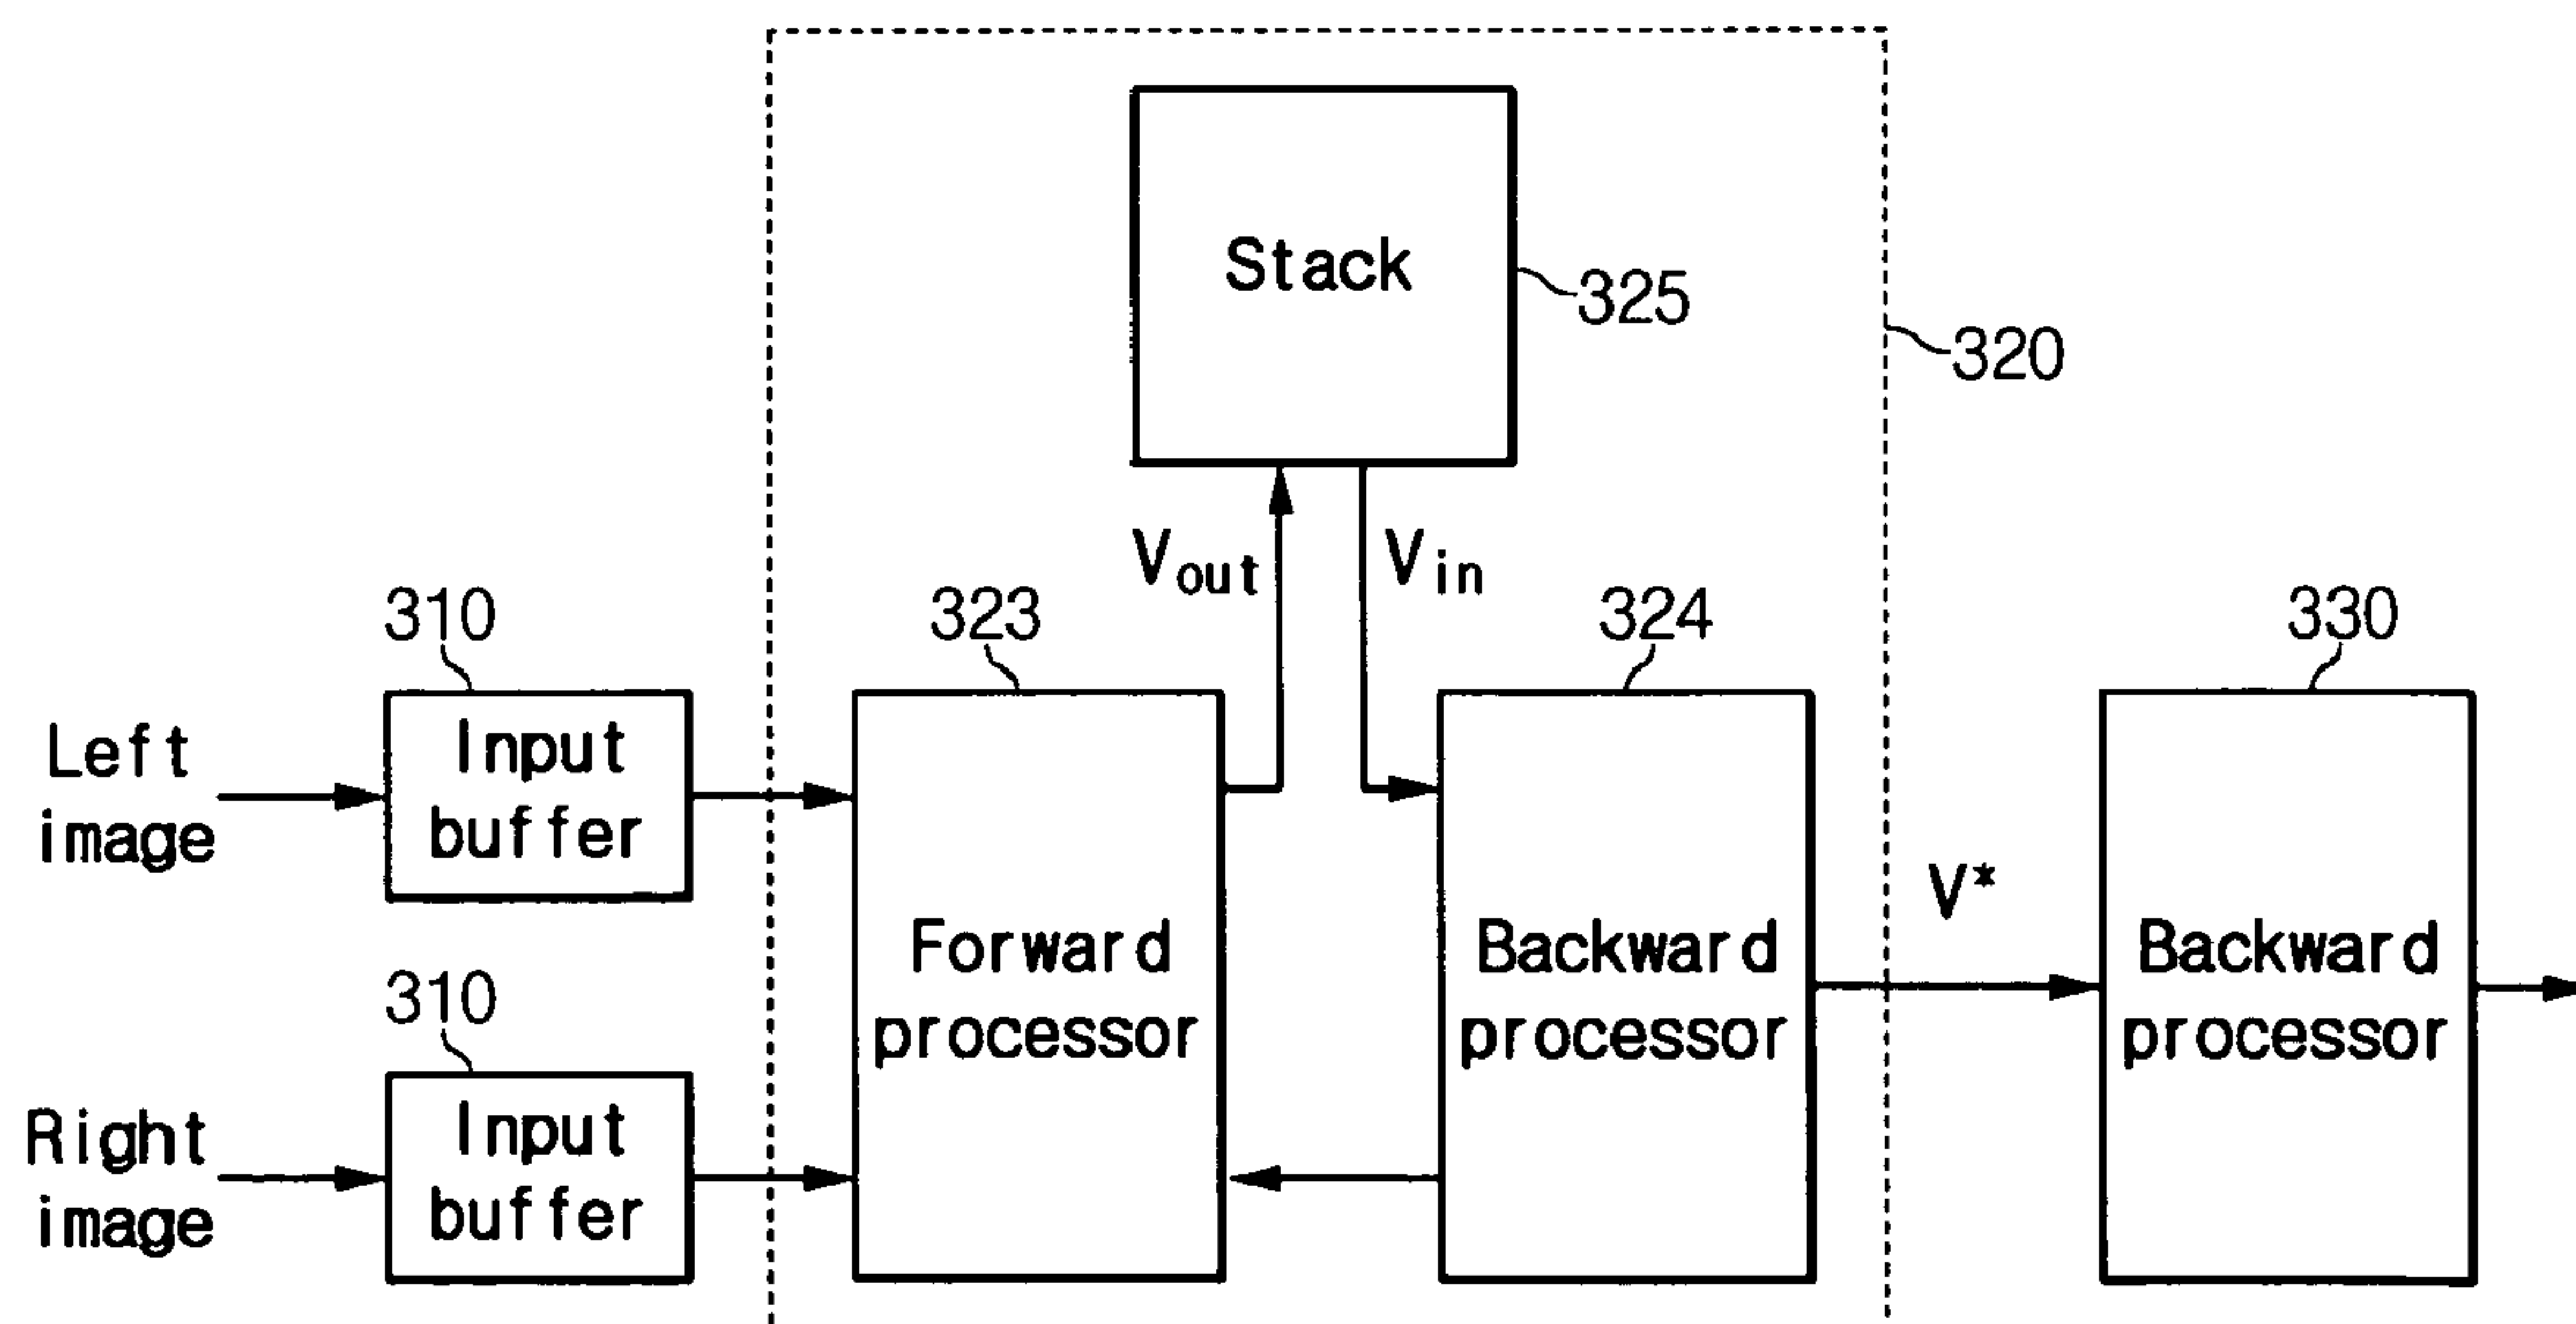 Stack
325
320
Vout
Vin
310
323
324
330
Left
image
Input
buffer
V*
Forward
processor
Backward
processor
Backward
processor
310
Right
image
Input
buffer